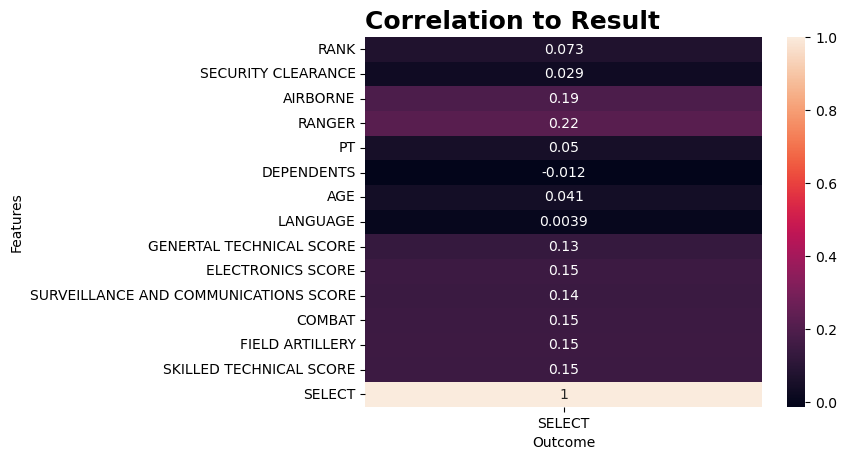 Correlation to Result
RANK 0.073
SECURITY CLEARANCE 0.029
AIRBORNE 0.19
RANGER 0.22
PT 0.05
DEPENDENTS -0.012
AGE 0.041
LANGUAGE 0.0039
GENERTAL TECHNICAL SCORE 0.13
ELECTRONICS SCORE 0.15
SURVEILLANCE AND COMMUNICATIONS SCORE 0.14
COMBAT 0.15
FIELD ARTILLERY 0.15
SKILLED TECHNICAL SCORE 0.15
SELECT 1
Features
SELECT
Outcome
1.0
0.8
0.6
0.4
0.2
0.0